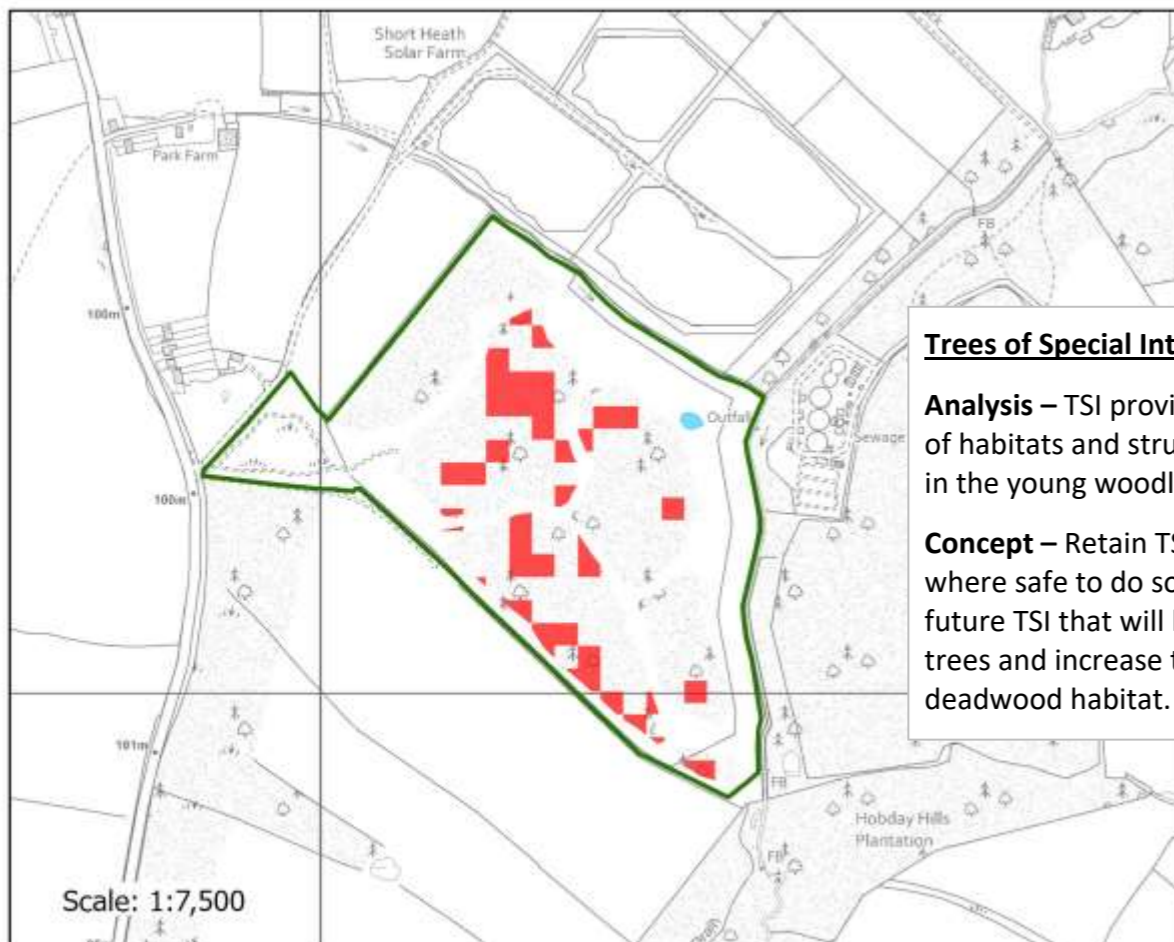 Short Heath
Solar Farm
Park Farm
100m
FB
Trees of Special Int
Analysis – TSI provi
of habitats and stru
in the young woodl
Outfall
Sewage
100m
Concept – Retain TS
where safe to do so
future TSI that will
trees and increase t
deadwood habitat.
101m
FB
Hobday Hills
Plantation
FB
Scale: 1:7,500
Drain